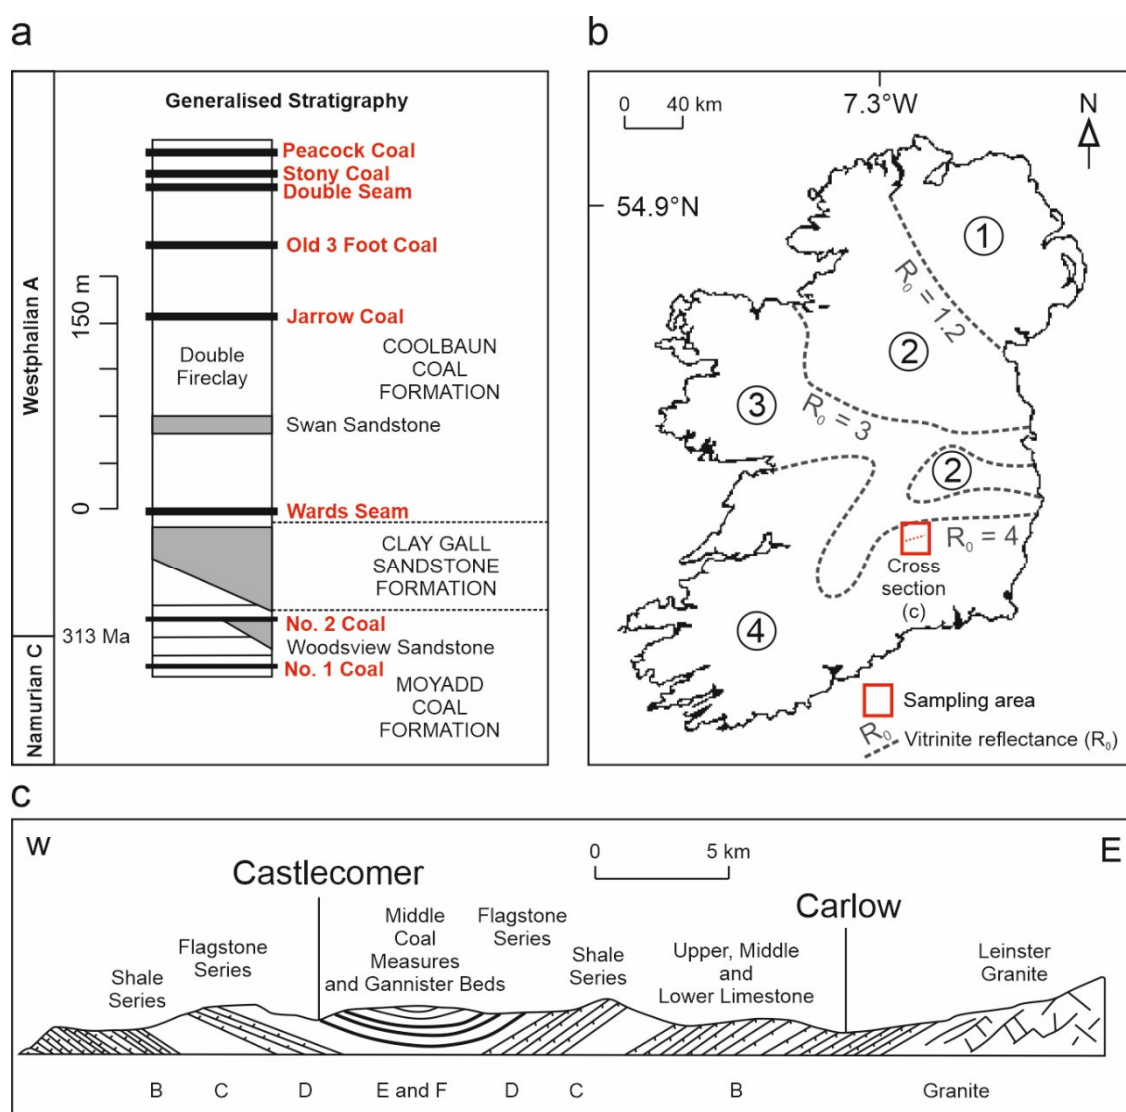 a
Generalised Stratigraphy
Westphalian A
Namurian C
150 m
0
313 Ma
Peacock Coal
Stony Coal
Double Seam
Old 3 Foot Coal
Jarrow Coal
Double
Fireclay
COOLBAUN
COAL
FORMATION
Swan Sandstone
Wards Seam
CLAY GALL
SANDSTONE
FORMATION
No. 2 Coal
Woodsview Sandstone
No. 1 Coal
MOYADD
COAL
FORMATION
b
0 40 km
7.3°W
N
54.9°N
1
R₀ = 1.2
2
3
R₀ = 3
2
R₀ = 4
Cross
section
(c)
4
Sampling area
R₀
Vitrinite reflectance (R₀)
c
W
E
0 5 km
Castlecomer
Carlow
Shale
Series
Flagstone
Series
Middle
Coal
Measures
and Gannister Beds
Flagstone
Series
Shale
Series
Upper, Middle
and
Lower Limestone
Leinster
Granite
B C D E and F D C B Granite